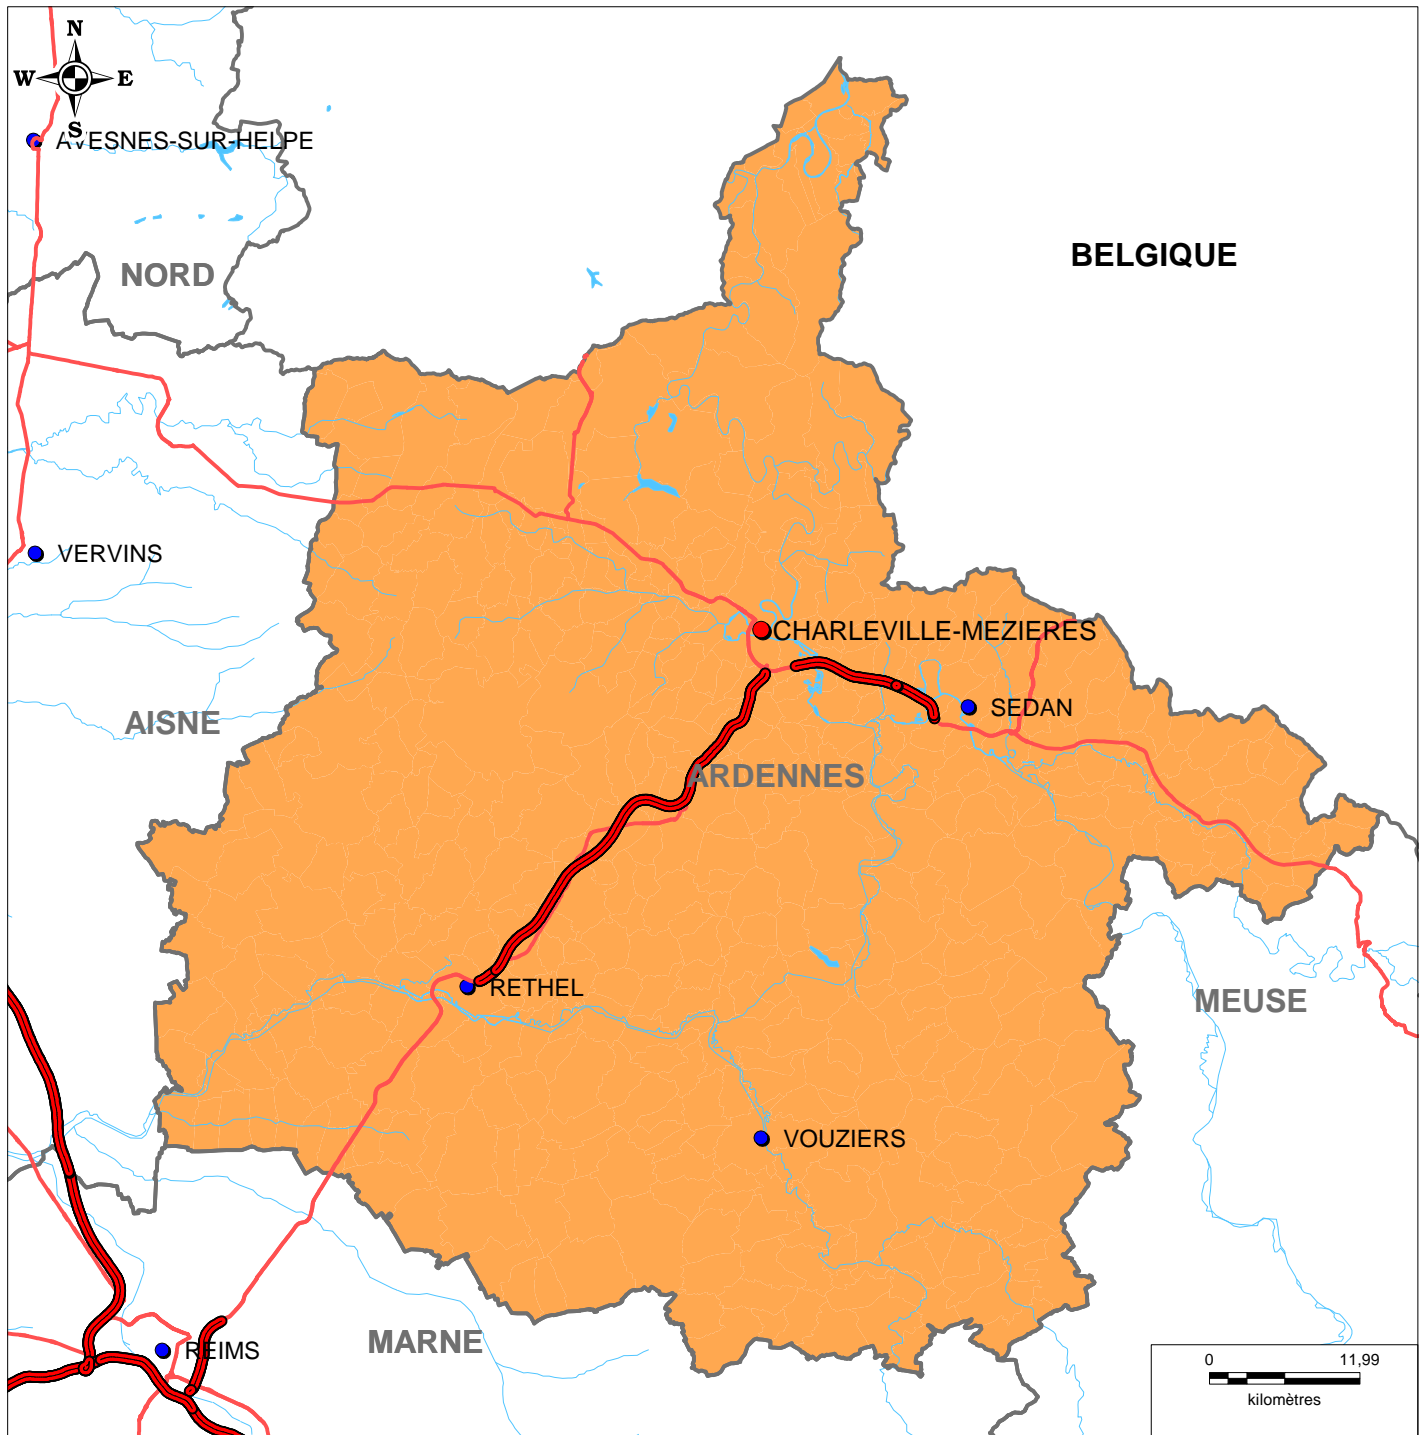 N
W E
S
AVESNES-SUR-HELPE
BELGIQUE
NORD
VERVINS
CHARLEVILLE-MEZIERES
SEDAN
AISNE
ARDENNES
RETHEL
MEUSE
VOUZIERS
MARNE
REIMS
0 11,99
kilomètres